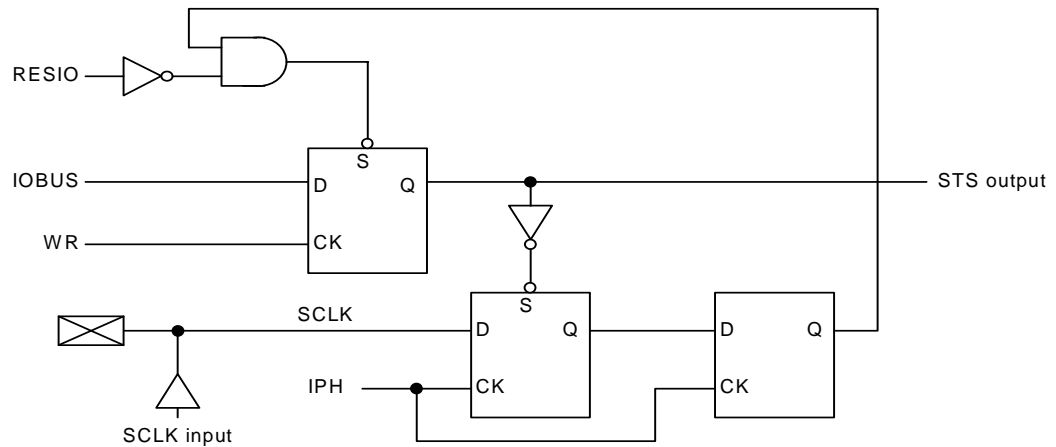 RESIO
S
IOBUS
D
Q
STS output
WR
CK
S
SCLK
D
Q
D
Q
IPH
CK
CK
SCLK input